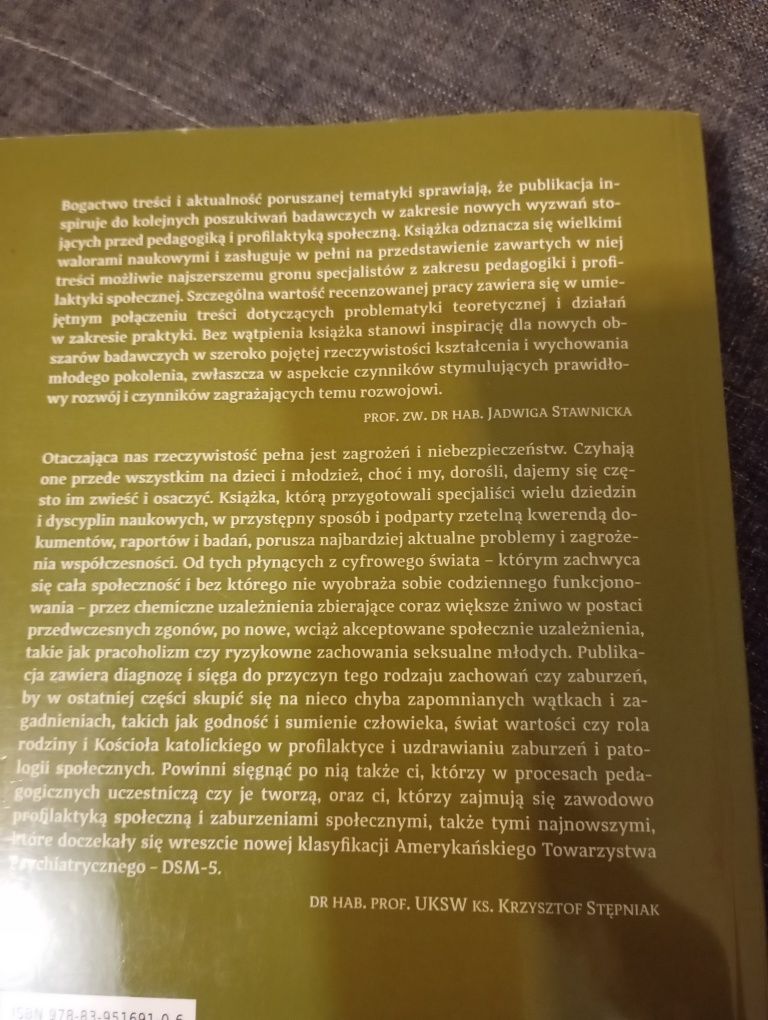 Bogactwo treści i aktualność poruszanej tematyki sprawiają, że publikacja in-
spiruje do kolejnych poszukiwań badawczych w zakresie nowych wyzwań sto-
jących przed pedagogiką i profilaktyką społeczną. Książka odznacza się wielkimi
walorami naukowymi i zasługuje w pełni na przedstawienie zawartych w niej
treści możliwie najszerszemu gronu specjalistów z zakresu pedagogiki i profi-
laktyki społecznej. Szczególna wartość recenzowanej pracy zawiera się w umie-
jętnym połączeniu treści dotyczących problematyki teoretycznej i działań
w zakresie praktyki. Bez wątpienia książka stanowi inspirację dla nowych ob-
szarów badawczych w szeroko pojętej rzeczywistości kształcenia i wychowania
młodego pokolenia, zwłaszcza w aspekcie czynników stymulujących prawidło-
wy rozwój i czynników zagrażających temu rozwojowi.
PROF. ZW. DR HAB. JADWIGA STAWNICKA
Otaczająca nas rzeczywistość pełna jest zagrożeń i niebezpieczeństw. Czyhają
one przede wszystkim na dzieci i młodzież, choć i my, dorośli, dajemy się czę-
sto im zwieść i osaczyć. Książka, którą przygotowali specjaliści wielu dziedzin
i dyscyplin naukowych, w przystępny sposób i podparty rzetelną kwerendą do-
kumentów, raportów i badań, porusza najbardziej aktualne problemy i zagroże-
nia współczesności. Od tych płynących z cyfrowego świata – którym zachwyca
się cała społeczność i bez którego nie wyobraża sobie codziennego funkcjono-
wania – przez chemiczne uzależnienia zbierające coraz większe żniwo w postaci
przedwczesnych zgonów, po nowe, wciąż akceptowane społecznie uzależnienia,
takie jak pracoholizm czy ryzykowne zachowania seksualne młodych. Publika-
cja zawiera diagnozę i sięga do przyczyn tego rodzaju zachowań czy zaburzeń,
by w ostatniej części skupić się na nieco chyba zapomnianych wątkach i za-
gadnieniach, takich jak godność i sumienie człowieka, świat wartości czy rola
rodziny i Kościoła katolickiego w profilaktyce i uzdrawianiu zaburzeń i pato-
logii społecznych. Powinni sięgnąć po nią także ci, którzy w procesach peda-
gogicznych uczestniczą czy je tworzą, oraz ci, którzy zajmują się zawodowo
profilaktyką społeczną i zaburzeniami społecznymi, także tymi najnowszymi,
które doczekały się wreszcie nowej klasyfikacji Amerykańskiego Towarzystwa
Psychiatrycznego – DSM-5.
DR HAB. PROF. UKSW KS. KRZYSZTOF STĘPNIAK
ISBN 978-83-951691-0-6